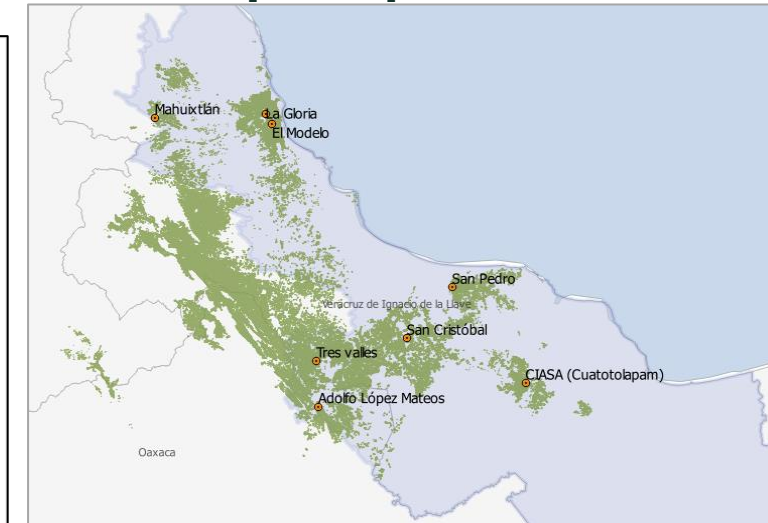 Mahuixtlán
La Gloria
El Modelo
San Pedro
Veracruz de Ignacio de la Llave
San Cristóbal
Tres valles
CIASA (Cuatotolapam)
Adolfo López Mateos
Oaxaca